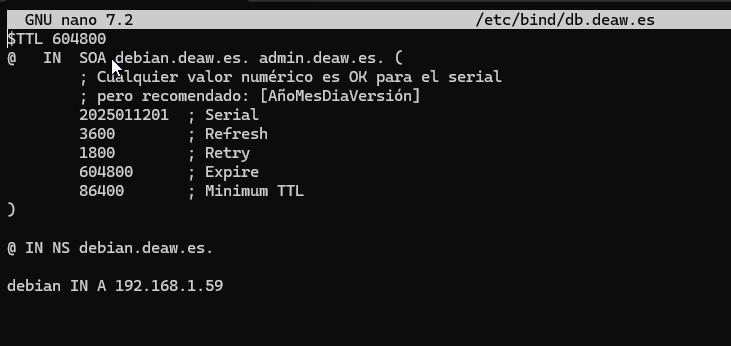 GNU nano 7.2 /etc/bind/db.deaw.es
$TTL 604800
@ IN SOA debian.deaw.es. admin.deaw.es. (
; Cualquier valor numérico es OK para el serial
; pero recomendado: [AñoMesDiaVersión]
2025011201 ; Serial
3600 ; Refresh
1800 ; Retry
604800 ; Expire
86400 ; Minimum TTL
)
@ IN NS debian.deaw.es.
debian IN A 192.168.1.59